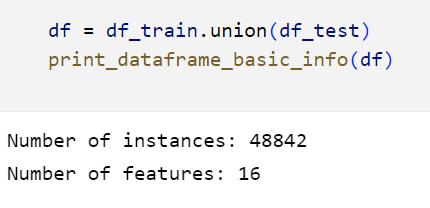 df = df_train.union(df_test)
print_dataframe_basic_info(df)
Number of instances: 48842
Number of features: 16